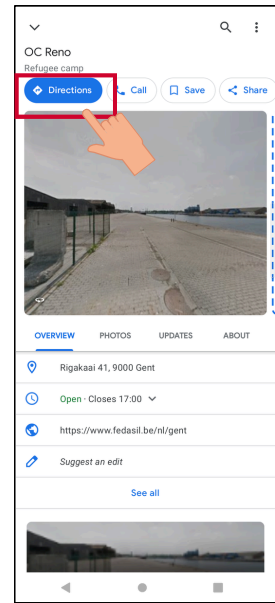 OC Reno
Refugee camp
Directions
Call
Save
Share
OVERVIEW PHOTOS UPDATES ABOUT
Rigakaai 41, 9000 Gent
Open · Closes 17:00
https://www.fedasil.be/nl/gent
Suggest an edit
See all